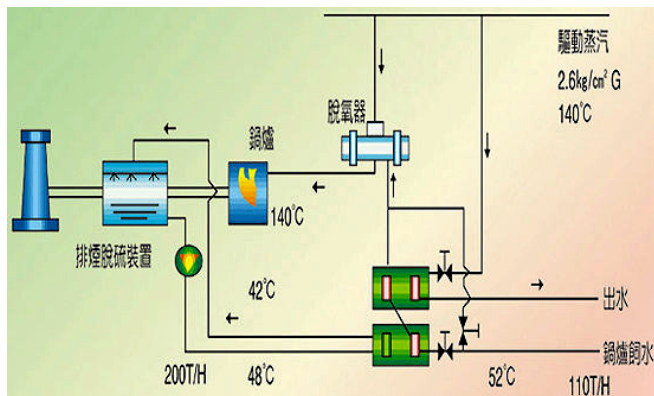 驅動蒸汽
2.6kg/cm² G
140°C
脫氧器
鍋爐
140°C
排煙脫硫裝置
42°C
出水
鍋爐飼水
200T/H
48°C
52°C
110T/H